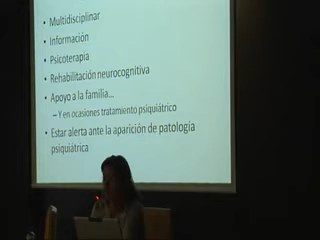 • Multidisciplinar
• Información
• Psicoterapia
• Rehabilitación neurocognitiva
• Apoyo a la familia...
– Y en ocasiones tratamiento psiquiátrico
• Estar alerta ante la aparición de patologia
psiquiátrica